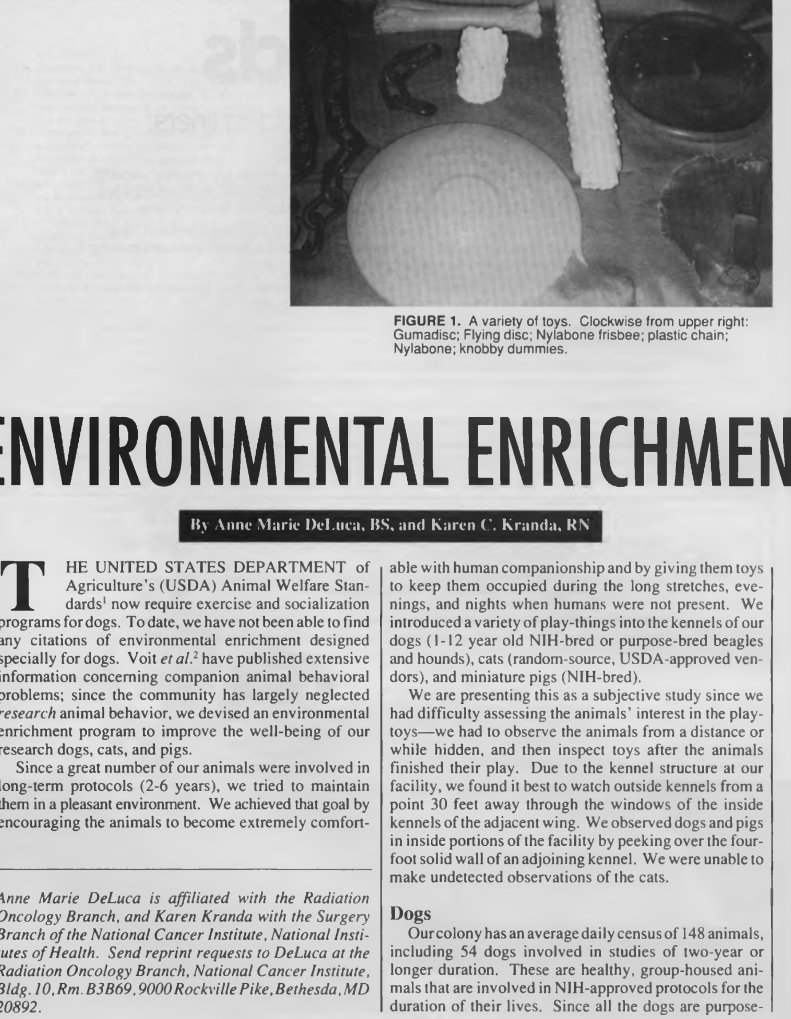 FIGURE 1. A variety of toys. Clockwise from upper right:
Gumadisc; Flying disc; Nylabone frisbee; plastic chain;
Nylabone; knobby dummies.
ENVIRONMENTAL ENRICHMEN
By Anne Marie DeLuca, BS, and Karen C. Kranda, RN
THE UNITED STATES DEPARTMENT of
Agriculture's (USDA) Animal Welfare Stan-
dards¹ now require exercise and socialization
programs for dogs. To date, we have not been able to find
any citations of environmental enrichment designed
specially for dogs. Voit et al.² have published extensive
information concerning companion animal behavioral
problems; since the community has largely neglected
research animal behavior, we devised an environmental
enrichment program to improve the well-being of our
research dogs, cats, and pigs.
Since a great number of our animals were involved in
long-term protocols (2-6 years), we tried to maintain
them in a pleasant environment. We achieved that goal by
encouraging the animals to become extremely comfort-
Anne Marie DeLuca is affiliated with the Radiation
Oncology Branch, and Karen Kranda with the Surgery
Branch of the National Cancer Institute, National Insti-
tutes of Health. Send reprint requests to DeLuca at the
Radiation Oncology Branch, National Cancer Institute,
Bldg. 10, Rm. B3B69, 9000 Rockville Pike, Bethesda, MD
20892.
able with human companionship and by giving them toys
to keep them occupied during the long stretches, eve-
nings, and nights when humans were not present. We
introduced a variety of play-things into the kennels of our
dogs (1-12 year old NIH-bred or purpose-bred beagles
and hounds), cats (random-source, USDA-approved ven-
dors), and miniature pigs (NIH-bred).
We are presenting this as a subjective study since we
had difficulty assessing the animals' interest in the play-
toys—we had to observe the animals from a distance or
while hidden, and then inspect toys after the animals
finished their play. Due to the kennel structure at our
facility, we found it best to watch outside kennels from a
point 30 feet away through the windows of the inside
kennels of the adjacent wing. We observed dogs and pigs
in inside portions of the facility by peeking over the four-
foot solid wall of an adjoining kennel. We were unable to
make undetected observations of the cats.
Dogs
Our colony has an average daily census of 148 animals,
including 54 dogs involved in studies of two-year or
longer duration. These are healthy, group-housed ani-
mals that are involved in NIH-approved protocols for the
duration of their lives. Since all the dogs are purpose-